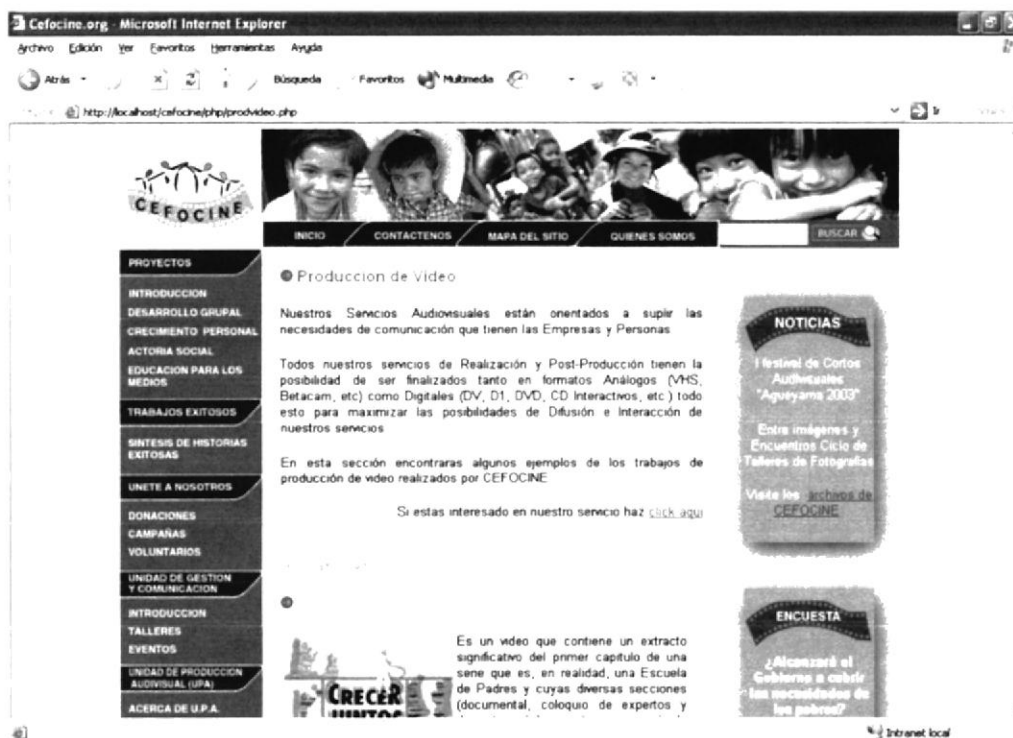 Cefocine.org - Microsoft Internet Explorer
Archivo Edición Ver Favoritos Herramientas Ayuda
Atrás Búsqueda Favoritos Multimedia
http://localhost/cefocine/php/prodvideo.php Ir
CEFOCINE
INICIO CONTACTENOS MAPA DEL SITIO QUIENES SOMOS BUSCAR
PROYECTOS
INTRODUCCION
DESARROLLO GRUPAL
CRECIMIENTO PERSONAL
ACTORIA SOCIAL
EDUCACION PARA LOS
MEDIOS
TRABAJOS EXITOSOS
SINTESIS DE HISTORIAS
EXITOSAS
UNETE A NOSOTROS
DONACIONES
CAMPAÑAS
VOLUNTARIOS
UNIDAD DE GESTION
Y COMUNICACION
INTRODUCCION
TALLERES
EVENTOS
UNIDAD DE PRODUCCION
AUDIVISUAL (UPA)
ACERCA DE U.P.A.
Produccion de Video
Nuestros Servicios Audiovisuales están orientados a suplir las
necesidades de comunicación que tienen las Empresas y Personas
Todos nuestros servicios de Realización y Post-Producción tienen la
posibilidad de ser finalizados tanto en formatos Análogos (VHS,
Betacam, etc) como Digitales (DV, D1, DVD, CD Interactivos, etc.) todo
esto para maximizar las posibilidades de Difusión e Interacción de
nuestros servicios
En esta sección encontraras algunos ejemplos de los trabajos de
producción de video realizados por CEFOCINE
Si estas interesado en nuestro servicio haz click aqui
CRECER
JUNTOS
Es un video que contiene un extracto
significativo del primer capitulo de una
serie que es, en realidad, una Escuela
de Padres y cuyas diversas secciones
(documental, coloquio de expertos y
NOTICIAS
I festival de Cortos
Audivisuales
"Agueyama 2003"
Entre imágenes y
Encuentros Ciclo de
Talleres de Fotografias
Visite los archivos de
CEFOCINE
ENCUESTA
¿Alcanzará el
Gobierno a cubrir
las necesidades de
los pobres?
Intranet local